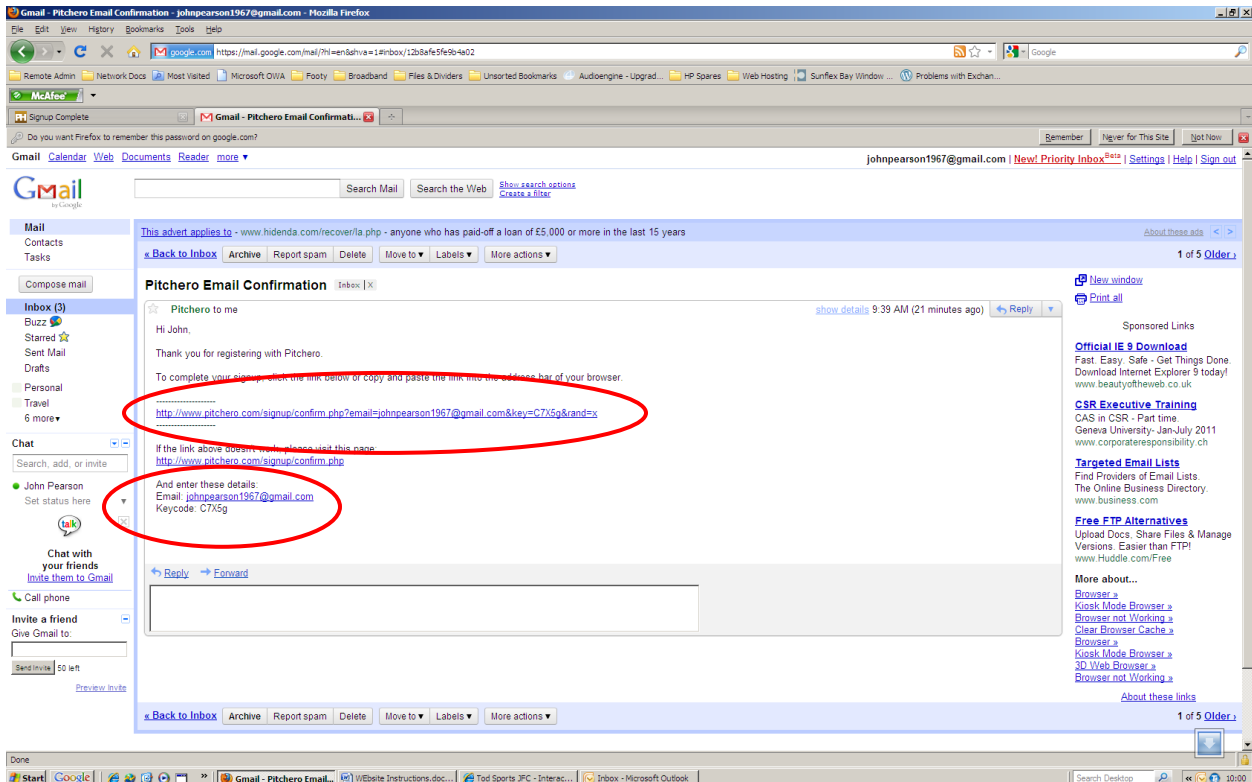 Gmail - Pitchero Email Confirmation - johnpearson1967@gmail.com - Mozilla Firefox
File Edit View History Bookmarks Tools Help
google.com https://mail.google.com/mail/?hl=en&shva=1#inbox/12b8afe5fe9b4a02 Google
Remote Admin Network Docs Most Visited Microsoft OWA Footy Broadband Files & Dividers Unsorted Bookmarks Audioengine - Upgrad... HP Spares Web Hosting Sunflex Bay Window ... Problems with Exchan...
McAfee
Signup Complete Gmail - Pitchero Email Confirmati...
Do you want Firefox to remember this password on google.com? Remember Never for This Site Not Now
Gmail Calendar Web Documents Reader more ▼ johnpearson1967@gmail.com | New! Priority Inbox Beta | Settings | Help | Sign out
Gmail by Google
Search Mail Search the Web Show search options
Create a filter
Mail
Contacts
Tasks
Compose mail
Inbox (3)
Buzz
Starred
Sent Mail
Drafts
Personal
Travel
6 more▼
Chat
Search, add, or invite
John Pearson
Set status here
talk
Chat with
your friends
Invite them to Gmail
Call phone
Invite a friend
Give Gmail to:
Send Invite 50 left
Preview Invite
This advert applies to - www.hidenda.com/recover/la.php - anyone who has paid-off a loan of £5,000 or more in the last 15 years About these ads < >
« Back to Inbox Archive Report spam Delete Move to ▼ Labels ▼ More actions ▼ 1 of 5 Older ›
Pitchero Email Confirmation Inbox | X
Pitchero to me show details 9:39 AM (21 minutes ago) Reply
Hi John,
Thank you for registering with Pitchero.
To complete your signup, click the link below or copy and paste the link into the address bar of your browser.
--------------------
http://www.pitchero.com/signup/confirm.php?email=johnpearson1967@gmail.com&key=C7X5g&rand=x
--------------------
If the link above doesn't work, please visit this page:
http://www.pitchero.com/signup/confirm.php
And enter these details:
Email: johnpearson1967@gmail.com
Keycode: C7X5g
Reply Forward
« Back to Inbox Archive Report spam Delete Move to ▼ Labels ▼ More actions ▼ 1 of 5 Older ›
New window
Print all
Sponsored Links
Official IE 9 Download
Fast. Easy. Safe - Get Things Done.
Download Internet Explorer 9 today!
www.beautyoftheweb.co.uk
CSR Executive Training
CAS in CSR - Part time.
Geneva University- Jan-July 2011
www.corporateresponsibility.ch
Targeted Email Lists
Find Providers of Email Lists.
The Online Business Directory.
www.business.com
Free FTP Alternatives
Upload Docs, Share Files & Manage
Versions. Easier than FTP!
www.Huddle.com/Free
More about...
Browser »
Kiosk Mode Browser »
Browser not Working »
Clear Browser Cache »
Browser »
Kiosk Mode Browser »
3D Web Browser »
Browser not Working »
About these links
Done
Start Google » Gmail - Pitchero Email... WEbsite Instructions.doc... Tod Sports JFC - Interac... Inbox - Microsoft Outlook Search Desktop 10:00